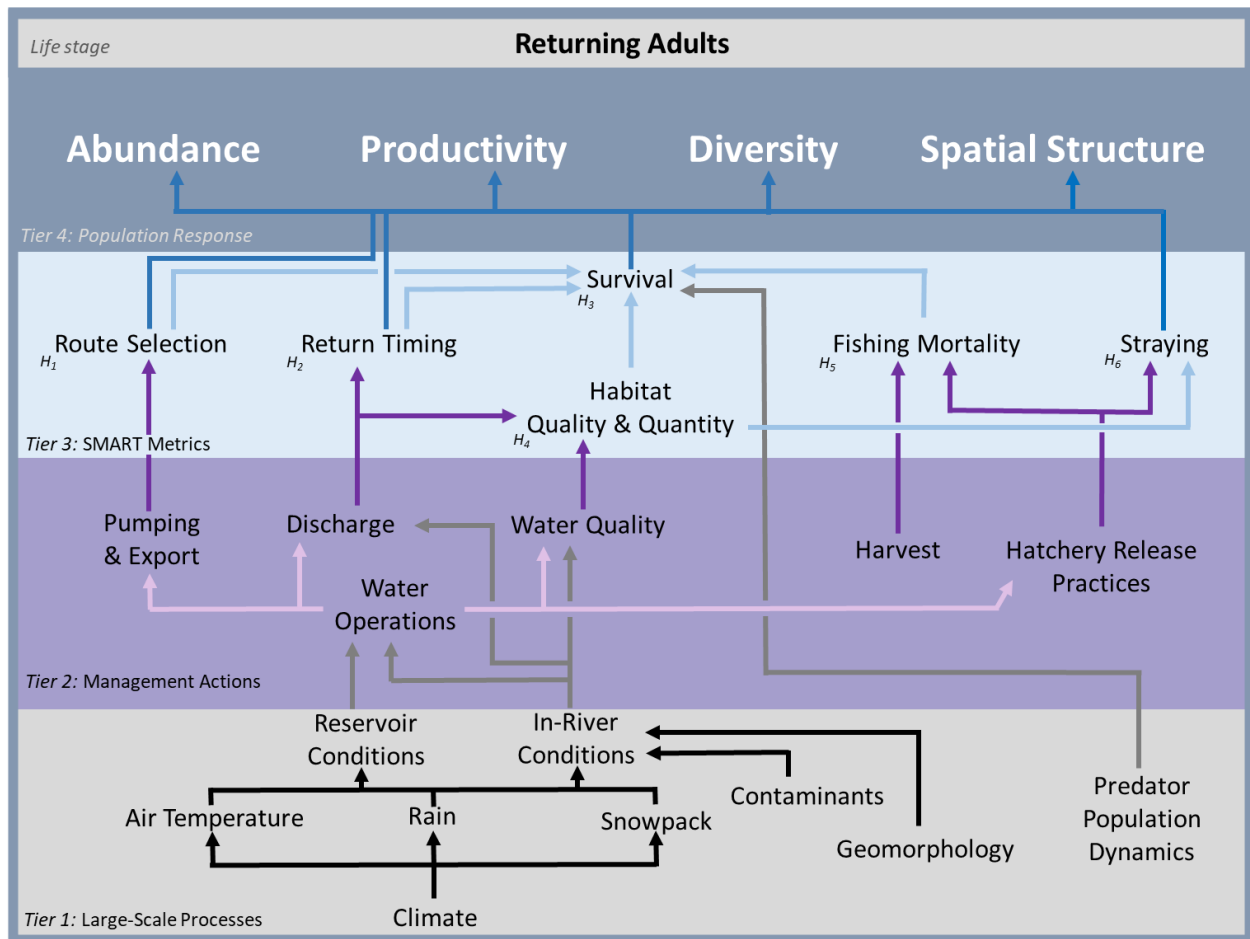 Life stage
Returning Adults
Abundance
Productivity
Diversity
Spatial Structure
Tier 4: Population Response
Survival
H3
Route Selection
H1
Return Timing
H2
Fishing Mortality
H5
Straying
H6
Habitat
Quality & Quantity
H4
Tier 3: SMART Metrics
Pumping
& Export
Discharge
Water Quality
Harvest
Hatchery Release
Practices
Water
Operations
Tier 2: Management Actions
Reservoir
Conditions
In-River
Conditions
Contaminants
Geomorphology
Predator
Population
Dynamics
Air Temperature
Rain
Snowpack
Climate
Tier 1: Large-Scale Processes